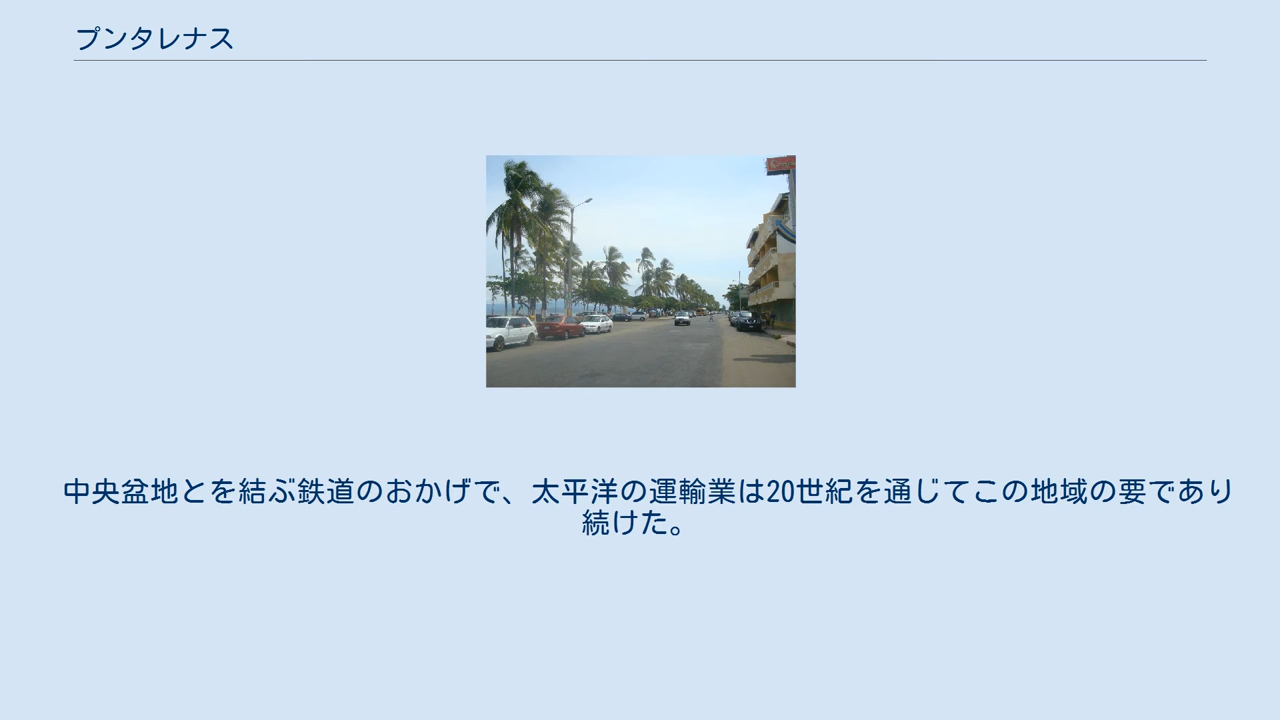 プンタレナス
中央盆地とを結ぶ鉄道のおかげで、太平洋の運輸業は20世紀を通じてこの地域の要であり
続けた。